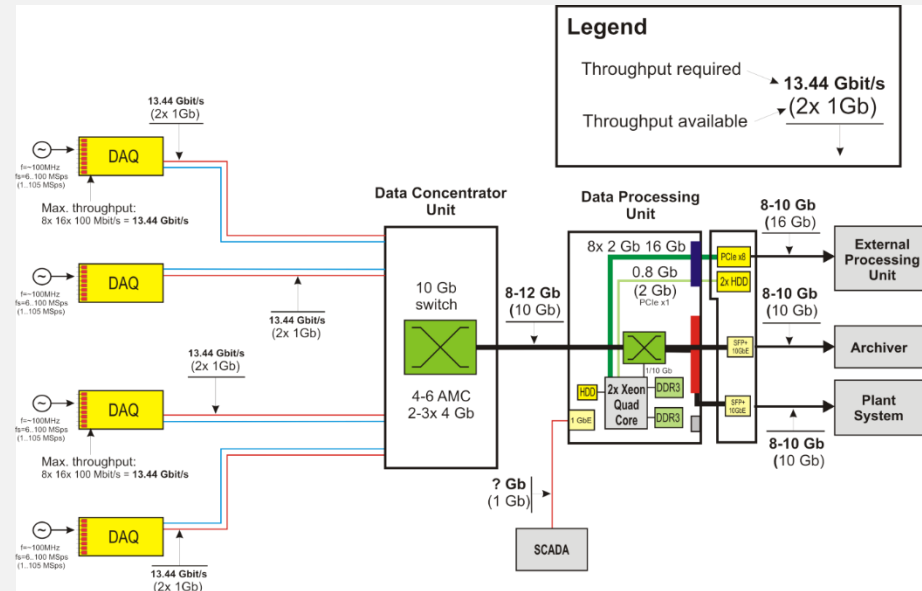 Legend
Throughput required
13.44 Gbit/s
(2x 1Gb)
Throughput available
13.44 Gbit/s
(2x 1Gb)
DAQ
f=~100MHz
fs=6..100 MSps
(1..105 MSps)
Max. throughput:
8x 16x 100 Mbit/s = 13.44 Gbit/s
DAQ
f=~100MHz
fs=6..100 MSps
(1..105 MSps)
13.44 Gbit/s
(2x 1Gb)
13.44 Gbit/s
(2x 1Gb)
DAQ
f=~100MHz
fs=6..100 MSps
(1..105 MSps)
Max. throughput:
8x 16x 100 Mbit/s = 13.44 Gbit/s
DAQ
f=~100MHz
fs=6..100 MSps
(1..105 MSps)
13.44 Gbit/s
(2x 1Gb)
Data Concentrator
Unit
10 Gb
switch
4-6 AMC
2-3x 4 Gb
8-12 Gb
(10 Gb)
Data Processing
Unit
8x 2 Gb 16 Gb
0.8 Gb
(2 Gb)
PCIe x1
1/10 Gb
HDD
2x Xeon
Quad
Core
DDR3
DDR3
1 GbE
PCIe x8
2x HDD
SFP+
10GbE
SFP+
10GbE
8-10 Gb
(16 Gb)
External
Processing
Unit
8-10 Gb
(10 Gb)
Archiver
Plant
System
8-10 Gb
(10 Gb)
? Gb
(1 Gb)
SCADA